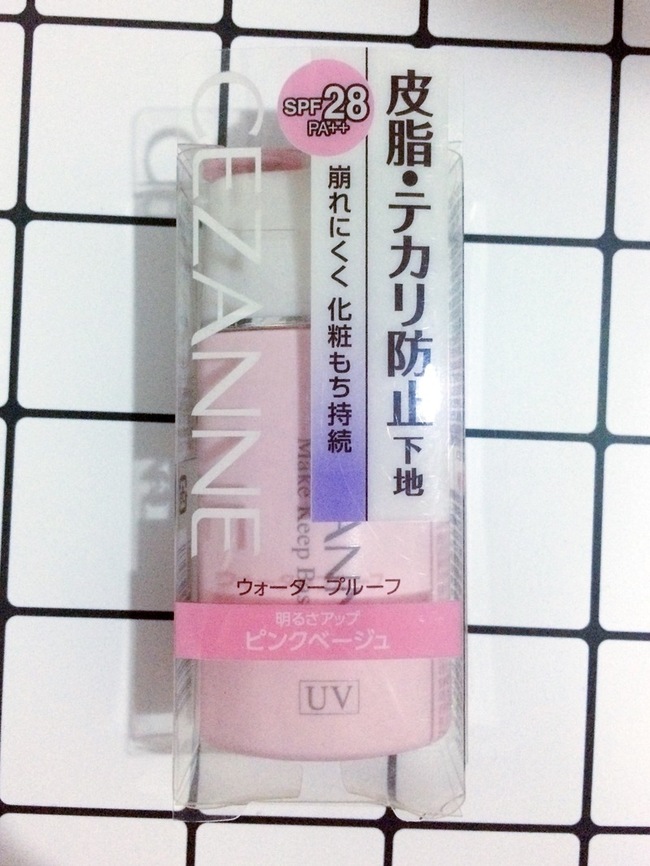 SPF28
PA++
皮脂・テカリ防止下地
崩れにくく 化粧もち持続
CEZANNE
Make Keep Bas
ウォータープルーフ
明るさアップ
ピンクベージュ
UV